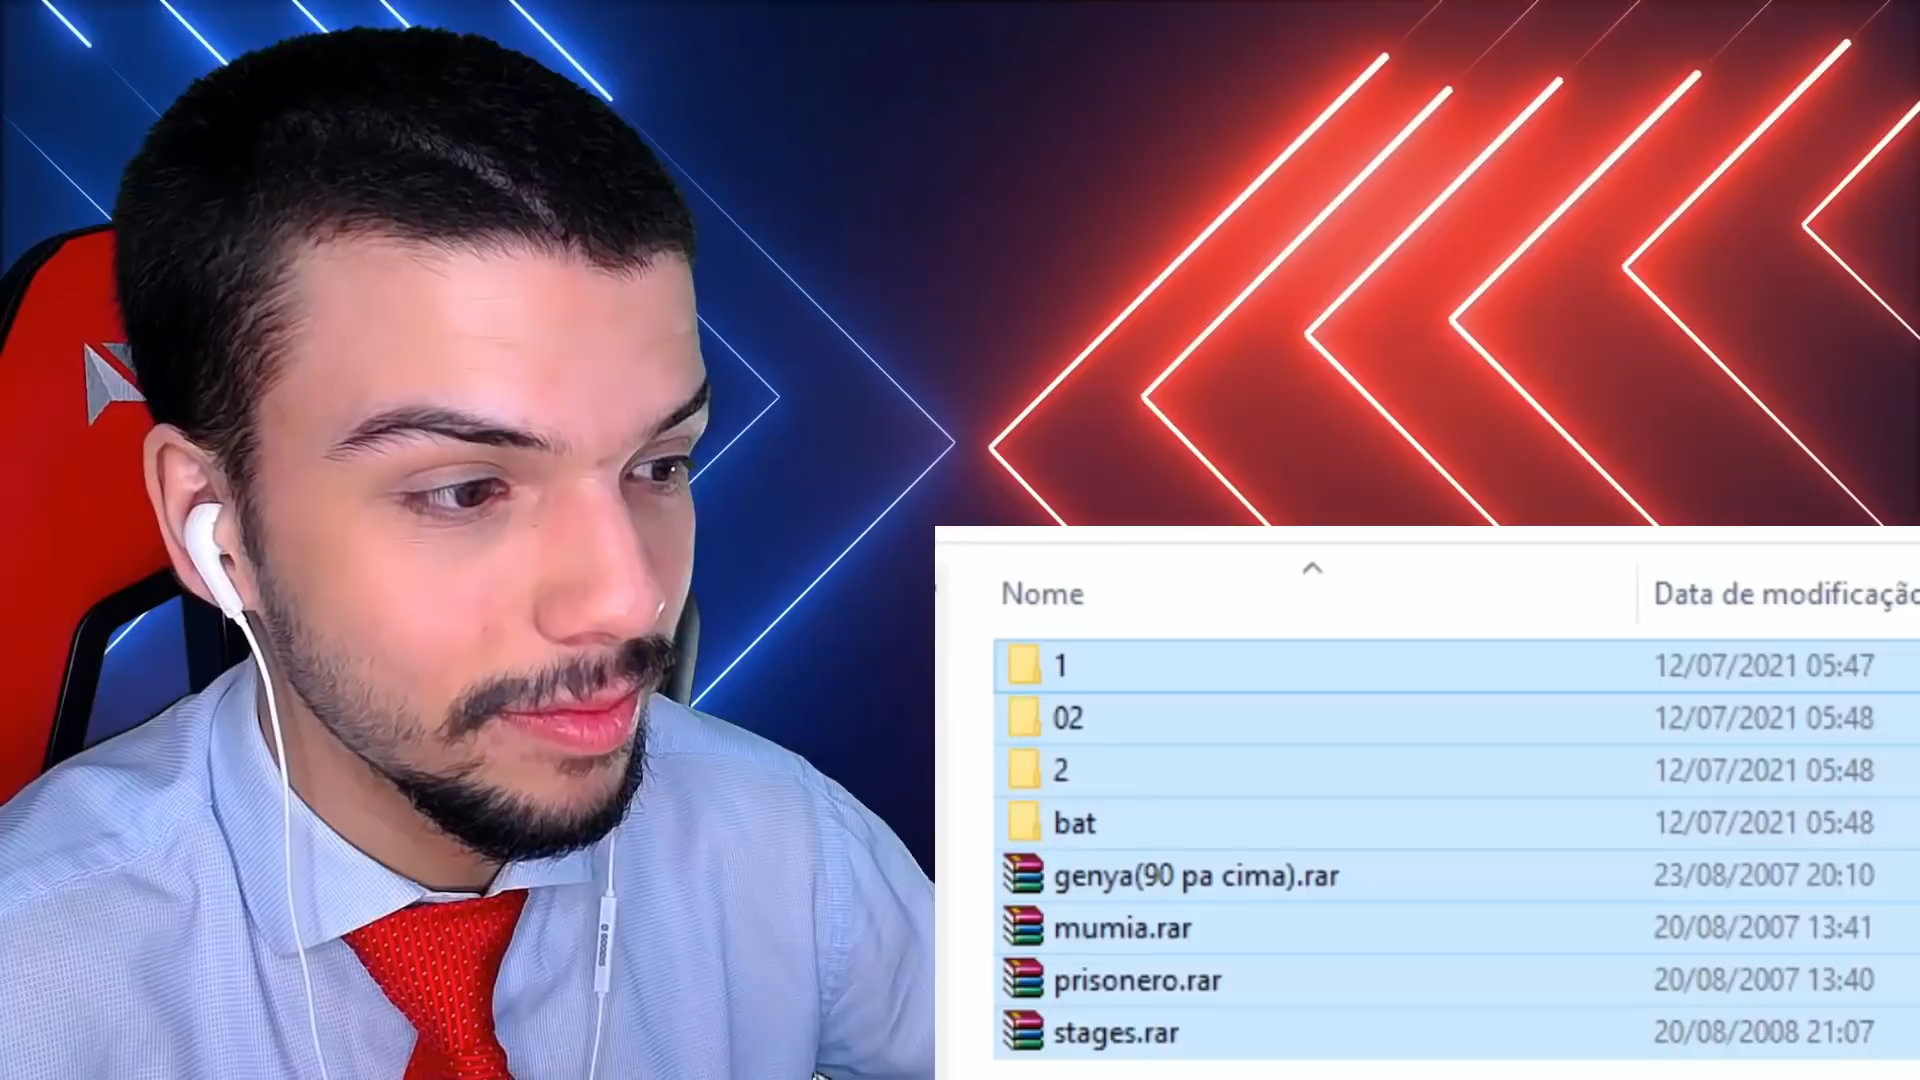 Nome Data de modificação
1 12/07/2021 05:47
02 12/07/2021 05:48
2 12/07/2021 05:48
bat 12/07/2021 05:48
genya(90 pa cima).rar 23/08/2007 20:10
mumia.rar 20/08/2007 13:41
prisonero.rar 20/08/2007 13:40
stages.rar 20/08/2008 21:07